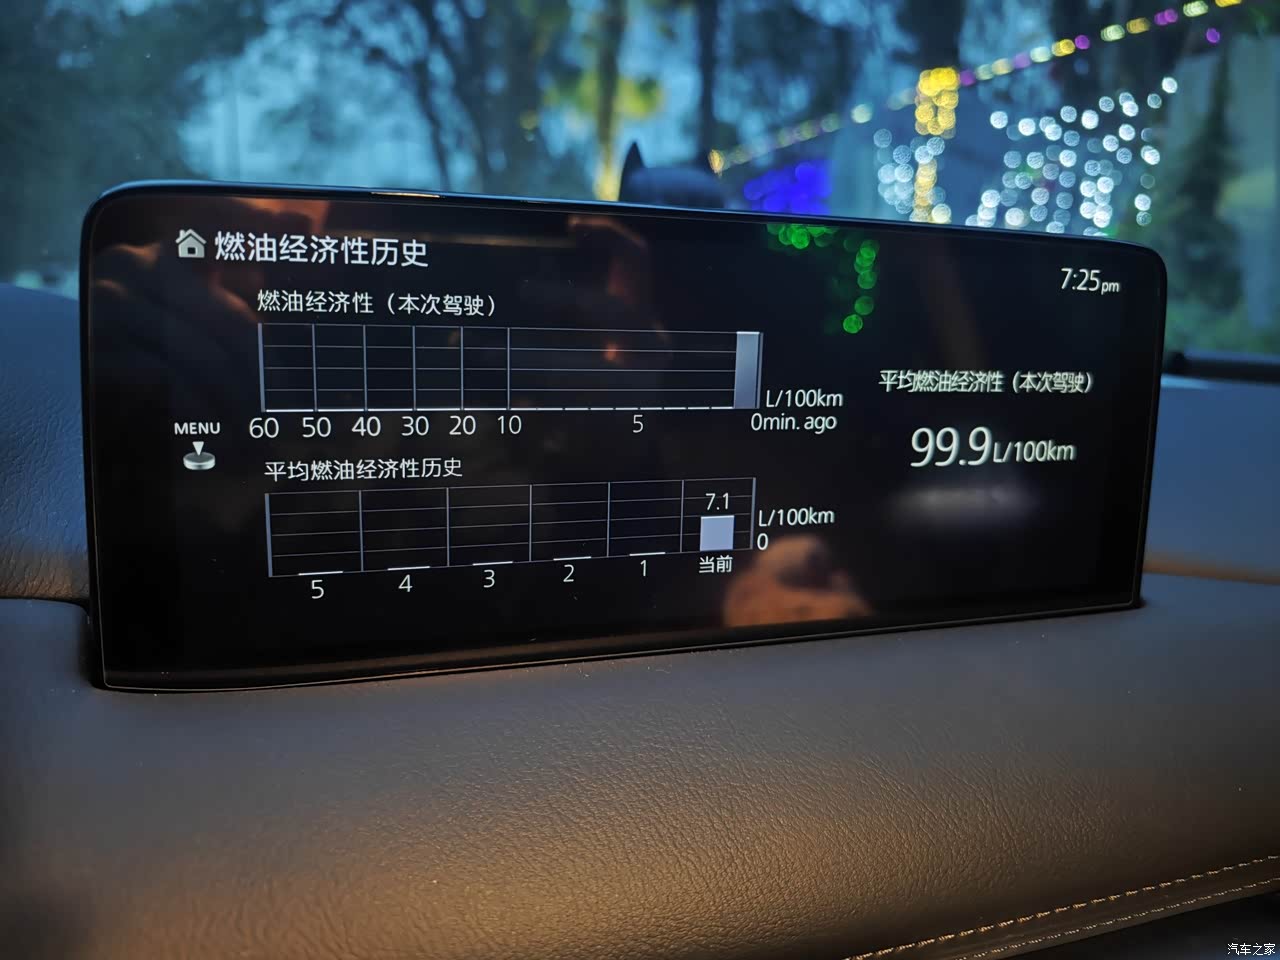 燃油经济性历史
7:25pm
燃油经济性（本次驾驶）
L/100km
60 50 40 30 20 10 5 0min. ago
MENU
平均燃油经济性历史
7.1
L/100km
0
5 4 3 2 1 当前
平均燃油经济性（本次驾驶）
99.9L/100km
汽车之家